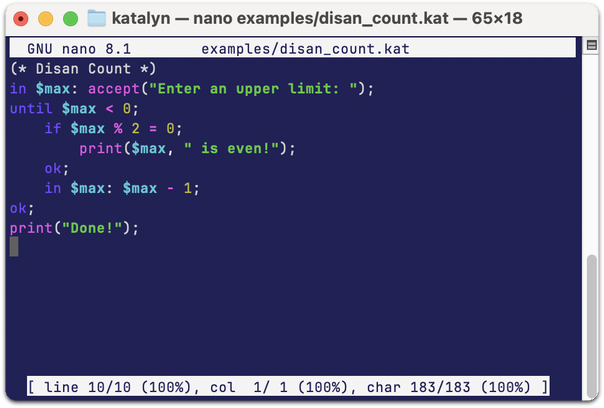 katalyn — nano examples/disan_count.kat — 65×18
GNU nano 8.1 examples/disan_count.kat
(* Disan Count *)
in $max: accept("Enter an upper limit: ");
until $max < 0;
    if $max % 2 = 0;
        print($max, " is even!");
    ok;
    in $max: $max - 1;
ok;
print("Done!");
[ line 10/10 (100%), col  1/ 1 (100%), char 183/183 (100%) ]